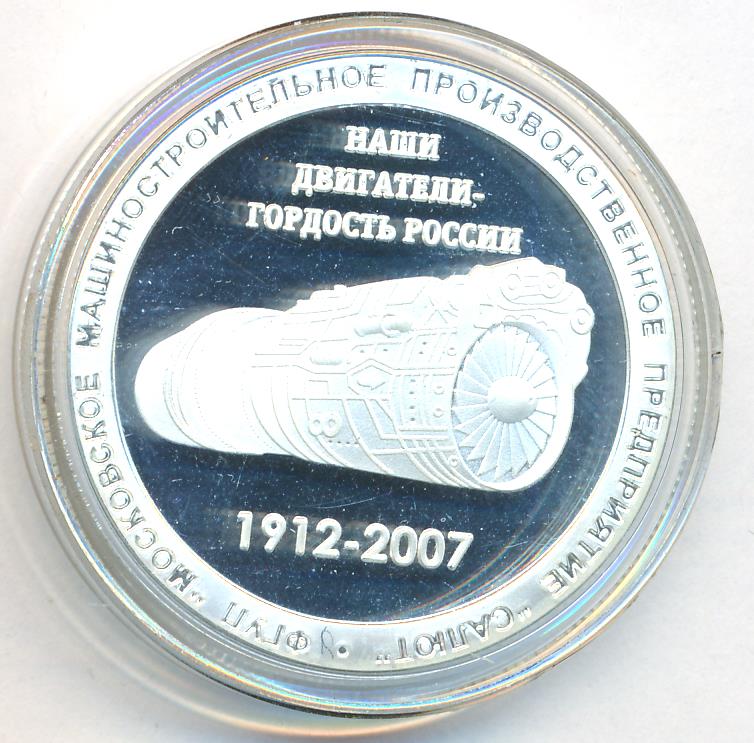 ФГУП "МОСКОВСКОЕ МАШИНОСТРОИТЕЛЬНОЕ ПРОИЗВОДСТВЕННОЕ ПРЕДПРИЯТИЕ "САЛЮТ" •
НАШИ
ДВИГАТЕЛИ-
ГОРДОСТЬ РОССИИ
1912-2007